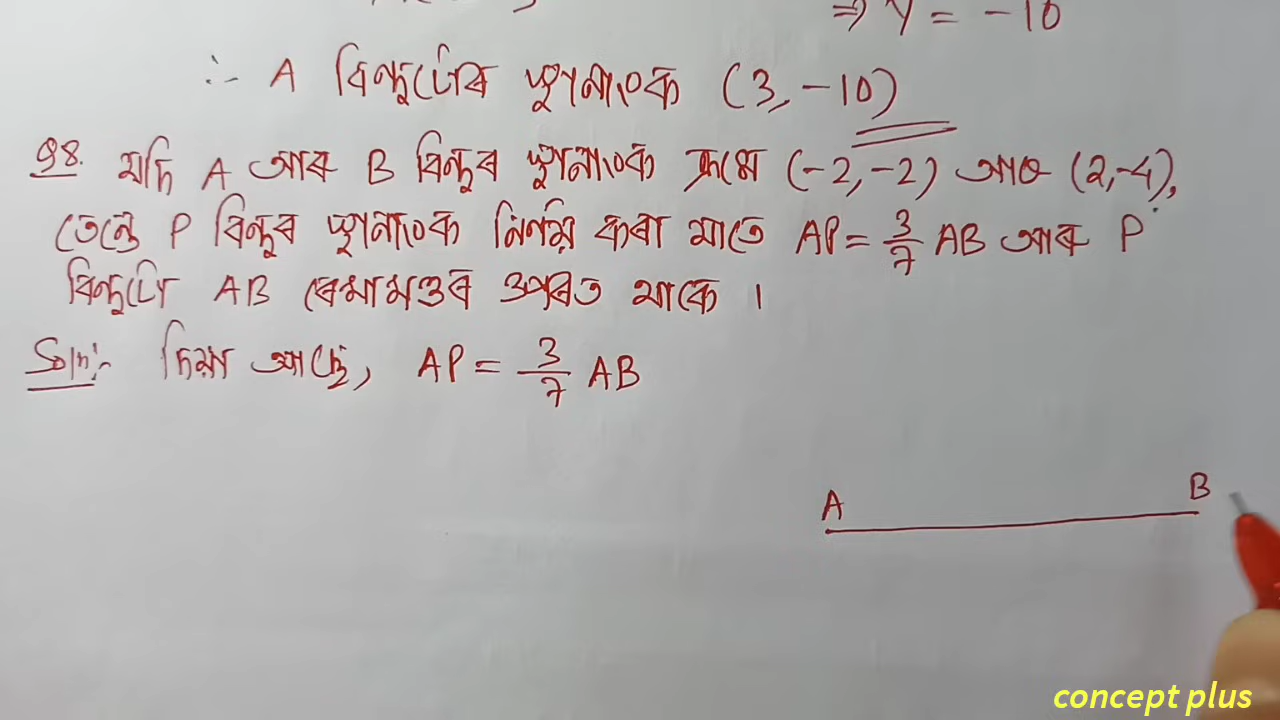 ⇒ Y = -10
∴ A বিন্দুটোৰ স্থানাংক (3, -10)
Q8. যদি A আৰু B বিন্দুৰ স্থানাংক ক্ৰমে (-2, -2) আৰু (2, -4),
তেন্তে P বিন্দুৰ স্থানাংক নিৰ্ণয় কৰা যাতে AP = 3/7 AB আৰু P
বিন্দুটো AB ৰেখাখণ্ডৰ ওপৰত থাকে ।
Soln:- দিয়া আছে, AP = 3/7 AB
A B
concept plus